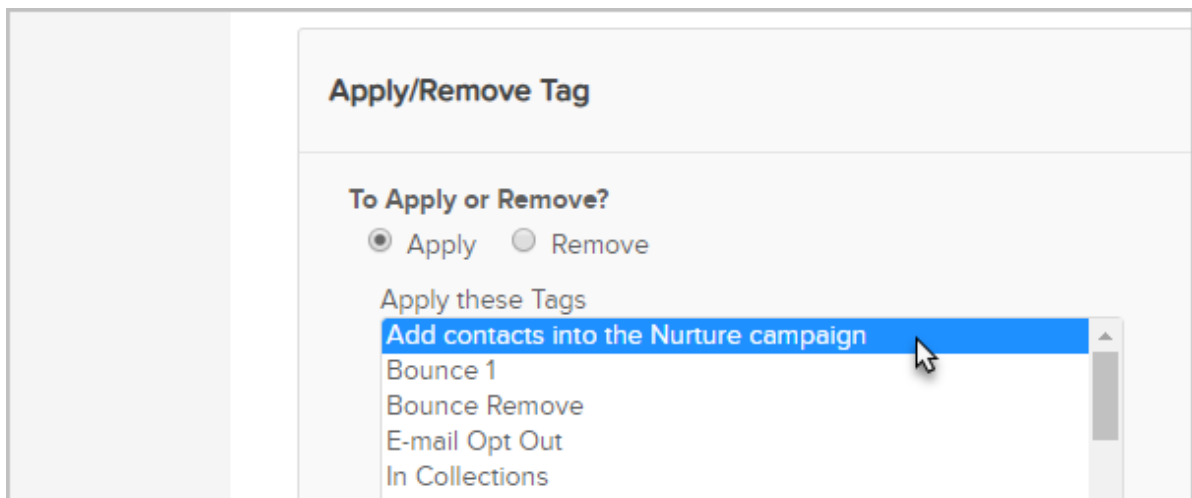 Apply/Remove Tag
To Apply or Remove?
Apply Remove
Apply these Tags
Add contacts into the Nurture campaign
Bounce 1
Bounce Remove
E-mail Opt Out
In Collections